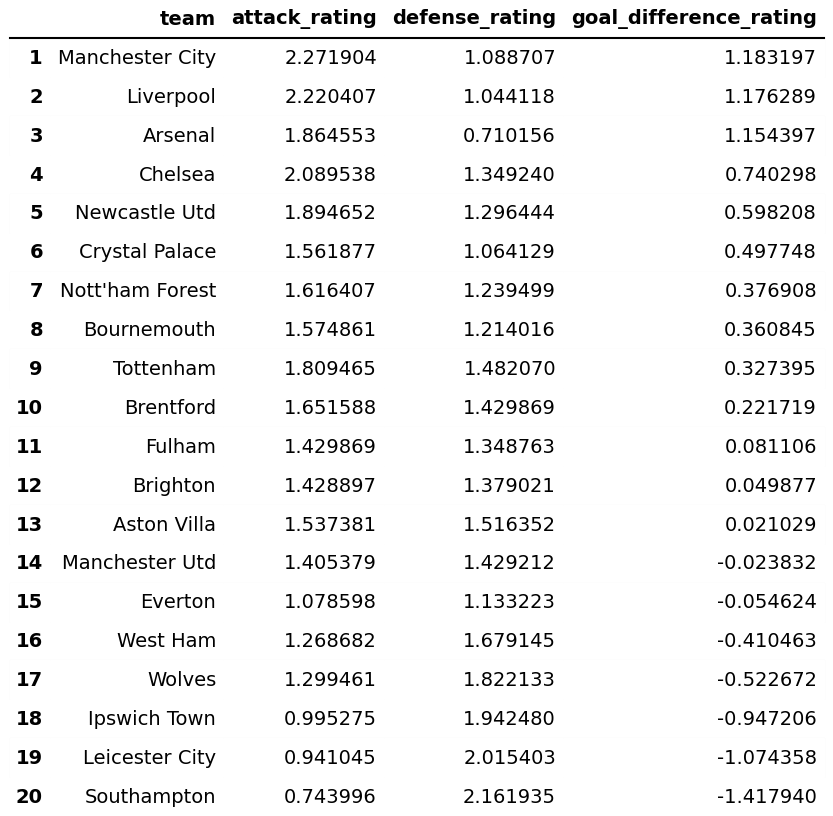 team attack_rating defense_rating goal_difference_rating
1 Manchester City 2.271904 1.088707 1.183197
2 Liverpool 2.220407 1.044118 1.176289
3 Arsenal 1.864553 0.710156 1.154397
4 Chelsea 2.089538 1.349240 0.740298
5 Newcastle Utd 1.894652 1.296444 0.598208
6 Crystal Palace 1.561877 1.064129 0.497748
7 Nott'ham Forest 1.616407 1.239499 0.376908
8 Bournemouth 1.574861 1.214016 0.360845
9 Tottenham 1.809465 1.482070 0.327395
10 Brentford 1.651588 1.429869 0.221719
11 Fulham 1.429869 1.348763 0.081106
12 Brighton 1.428897 1.379021 0.049877
13 Aston Villa 1.537381 1.516352 0.021029
14 Manchester Utd 1.405379 1.429212 -0.023832
15 Everton 1.078598 1.133223 -0.054624
16 West Ham 1.268682 1.679145 -0.410463
17 Wolves 1.299461 1.822133 -0.522672
18 Ipswich Town 0.995275 1.942480 -0.947206
19 Leicester City 0.941045 2.015403 -1.074358
20 Southampton 0.743996 2.161935 -1.417940